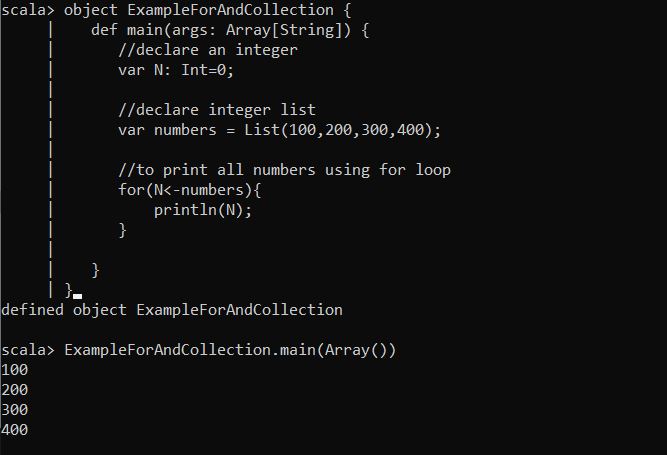 scala> object ExampleForAndCollection {
     |    def main(args: Array[String]) {
     |       //declare an integer
     |       var N: Int=0;
     |
     |       //declare integer list
     |       var numbers = List(100,200,300,400);
     |
     |       //to print all numbers using for loop
     |       for(N<-numbers){
     |           println(N);
     |       }
     |
     |    }
     | }
defined object ExampleForAndCollection

scala> ExampleForAndCollection.main(Array())
100
200
300
400